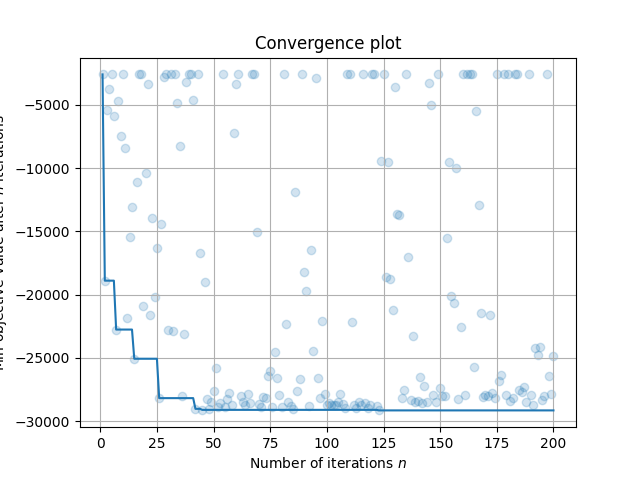 Convergence plot
Min objective value after n iterations
−5000
−10000
−15000
−20000
−25000
−30000
0 25 50 75 100 125 150 175 200
Number of iterations n